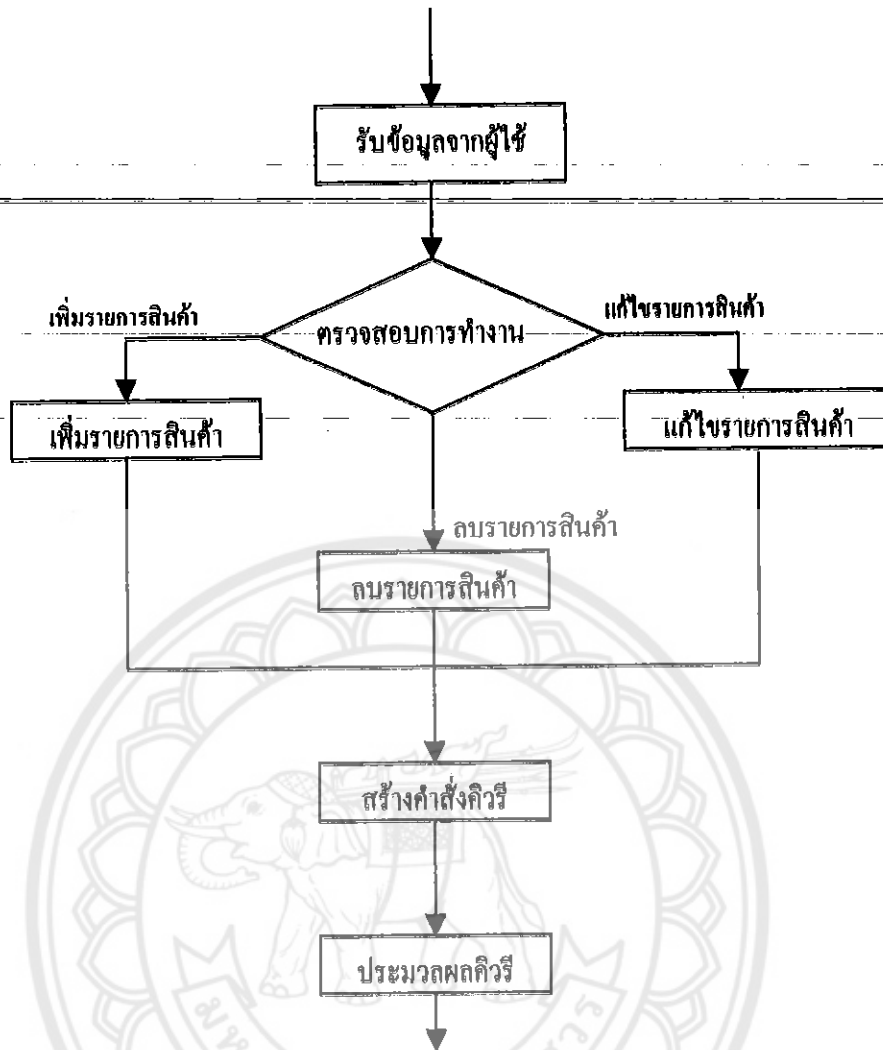 รับข้อมูลจากผู้ใช้
เพิ่มรายการสินค้า
ตรวจสอบการทำงาน
แก้ไขรายการสินค้า
เพิ่มรายการสินค้า
แก้ไขรายการสินค้า
ลบรายการสินค้า
ลบรายการสินค้า
สร้างคำสั่งคิวรี
ประมวลผลคิวรี